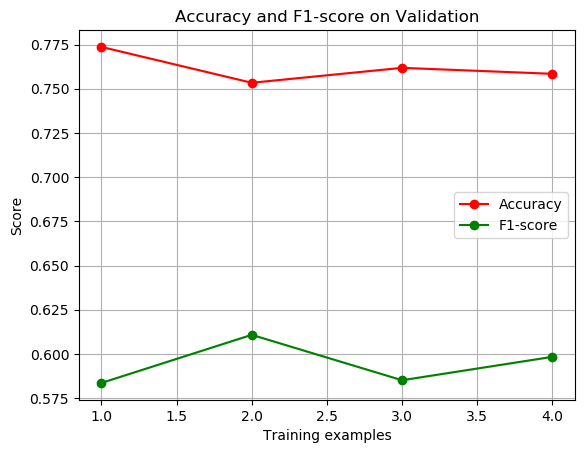 Accuracy and F1-score on Validation
0.775
0.750
0.725
0.700
0.675
0.650
0.625
0.600
0.575
Score
Accuracy
F1-score
1.0 1.5 2.0 2.5 3.0 3.5 4.0
Training examples